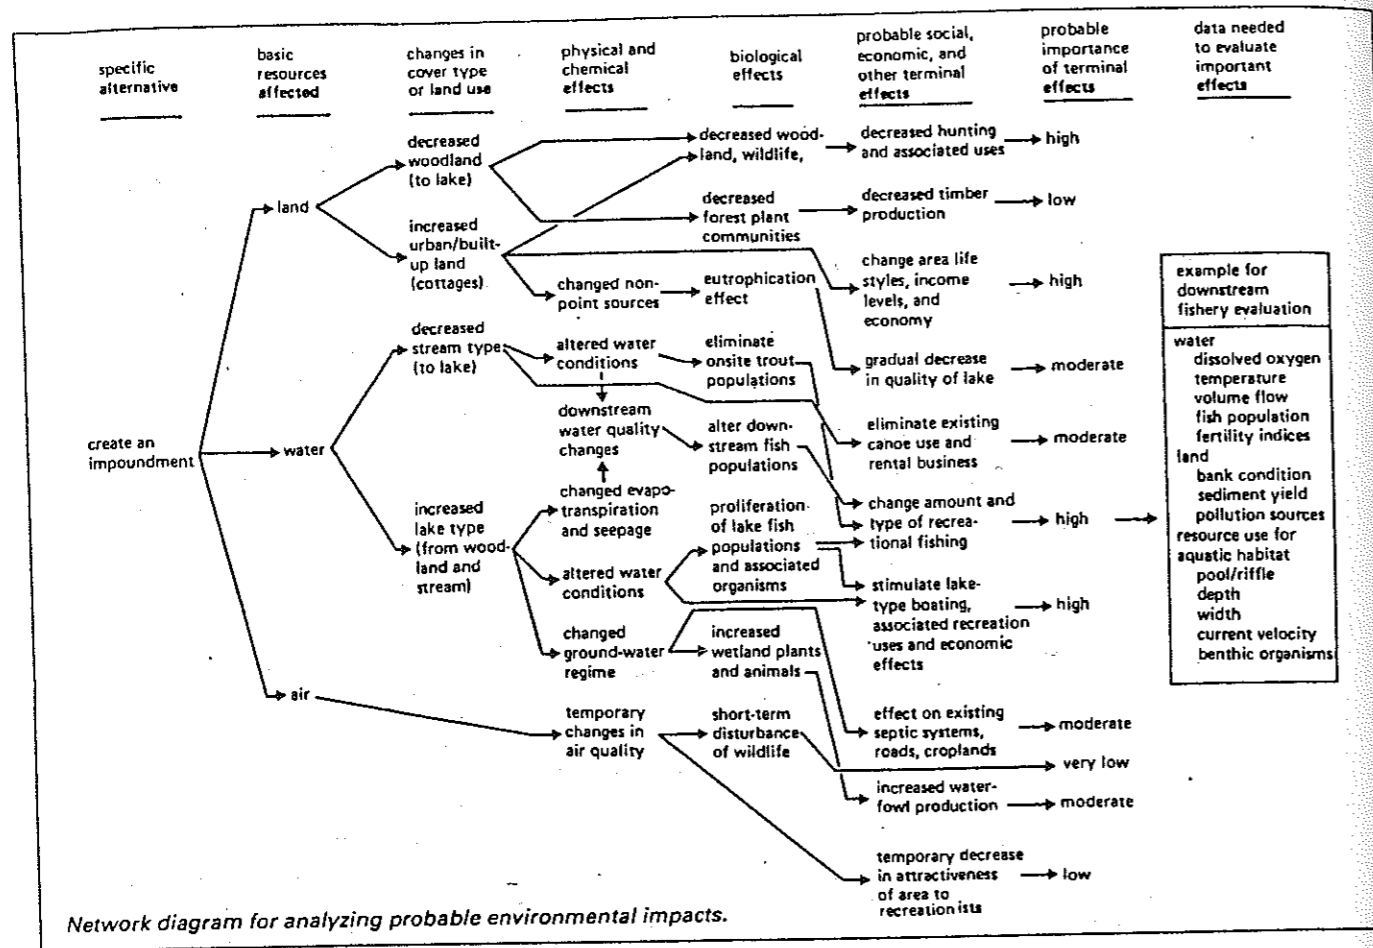 specific
alternative
basic
resources
affected
changes in
cover type
or land use
physical and
chemical
effects
biological
effects
probable social,
economic, and
other terminal
effects
probable
importance
of terminal
effects
data needed
to evaluate
important
effects
create an
impoundment
land
water
air
decreased
woodland
(to lake)
increased
urban/built-
up land
(cottages)
decreased
stream type
(to lake)
increased
lake type
(from wood-
land and
stream)
changed non-
point sources
altered water
conditions
downstream
water quality
changes
changed evapo-
transpiration
and seepage
altered water
conditions
changed
ground-water
regime
temporary
changes in
air quality
decreased wood-
land, wildlife,
decreased
forest plant
communities
eutrophication
effect
eliminate
onsite trout
populations
alter down-
stream fish
populations
proliferation
of lake fish
populations
and associated
organisms
increased
wetland plants
and animals
short-term
disturbance
of wildlife
decreased hunting
and associated uses
decreased timber
production
change area life
styles, income
levels, and
economy
gradual decrease
in quality of lake
eliminate existing
canoe use and
rental business
change amount and
type of recrea-
tional fishing
stimulate lake-
type boating,
associated recreation
uses and economic
effects
effect on existing
septic systems,
roads, croplands
increased water-
fowl production
temporary decrease
in attractiveness
of area to
recreationists
high
low
high
moderate
moderate
high
high
moderate
very low
moderate
low
example for
downstream
fishery evaluation
water
dissolved oxygen
temperature
volume flow
fish population
fertility indices
land
bank condition
sediment yield
pollution sources
resource use for
aquatic habitat
pool/riffle
depth
width
current velocity
benthic organisms
Network diagram for analyzing probable environmental impacts.